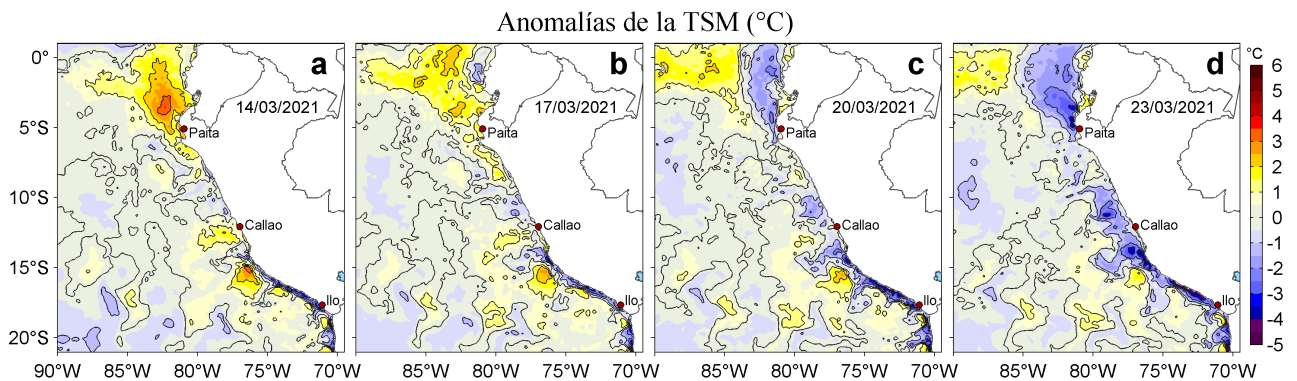 Anomalías de la TSM (°C)
a
14/03/2021
Paita
Callao
Ilo
b
17/03/2021
Paita
Callao
Ilo
c
20/03/2021
Paita
Callao
Ilo
d
23/03/2021
Paita
Callao
Ilo
0°
5°S
10°S
15°S
20°S
90°W 85°W 80°W 75°W 70°W
85°W 80°W 75°W 70°W
85°W 80°W 75°W 70°W
85°W 80°W 75°W 70°W
°C
6
5
4
3
2
1
0
-1
-2
-3
-4
-5